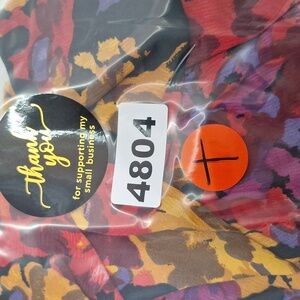 thank
you
for supporting my
small business
4804
+